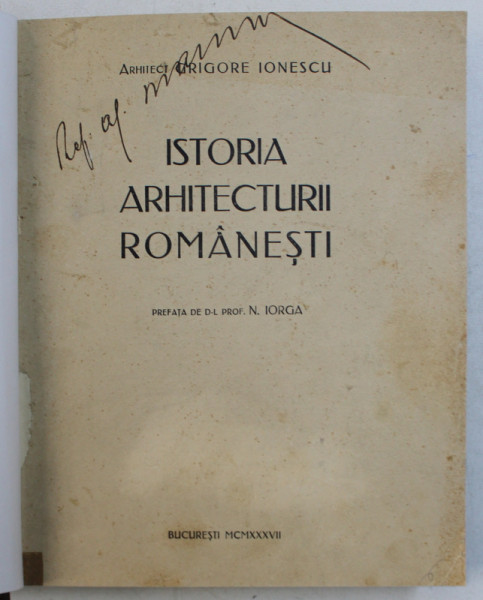 Arhitect GRIGORE IONESCU
ISTORIA
ARHITECTURII
ROMÂNEȘTI
PREFAȚA DE D-L PROF. N. IORGA
BUCUREȘTI MCMXXXVII